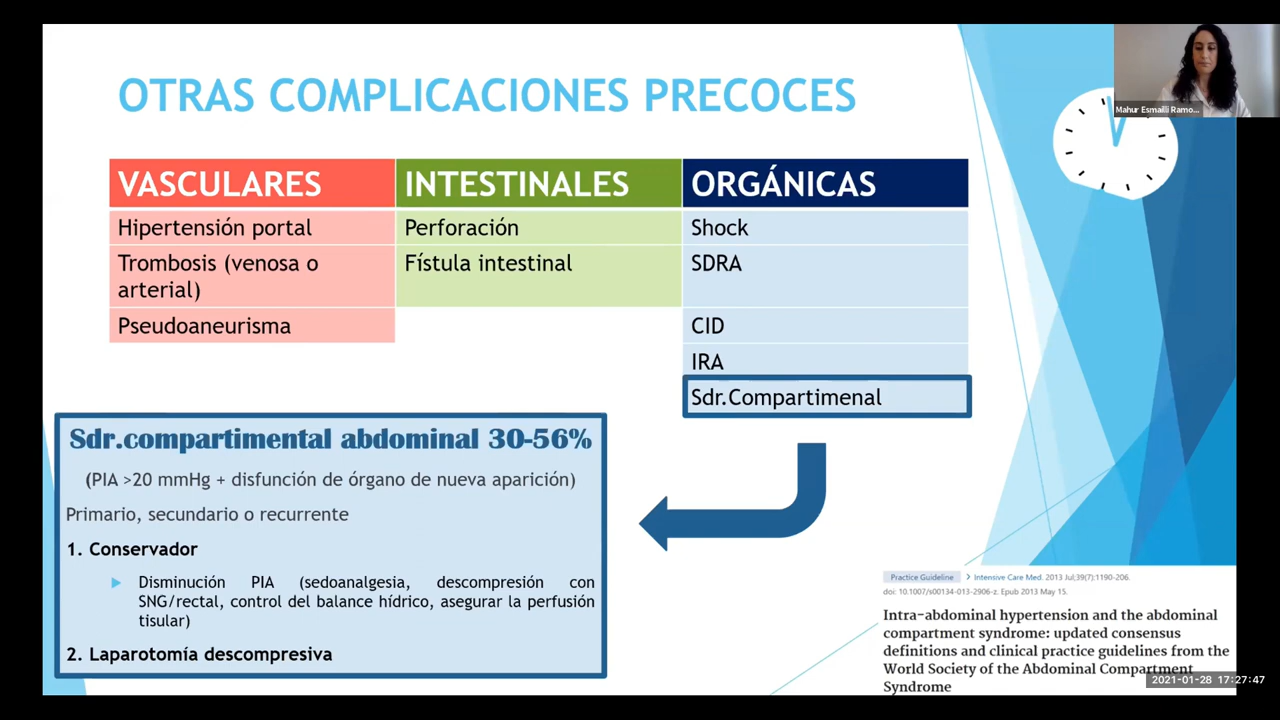 OTRAS COMPLICACIONES PRECOCES
Mahur Esmailli Ramo...
VASCULARES INTESTINALES ORGÁNICAS
Hipertensión portal Perforación Shock
Trombosis (venosa o Fístula intestinal SDRA
arterial)
Pseudoaneurisma CID
IRA
Sdr.Compartimenal
Sdr.compartimental abdominal 30-56%
(PIA >20 mmHg + disfunción de órgano de nueva aparición)
Primario, secundario o recurrente
1. Conservador
Disminución PIA (sedoanalgesia, descompresión con
SNG/rectal, control del balance hídrico, asegurar la perfusión
tisular)
2. Laparotomía descompresiva
Practice Guideline > Intensive Care Med. 2013 Jul;39(7):1190-206.
doi: 10.1007/s00134-013-2906-z. Epub 2013 May 15.
Intra-abdominal hypertension and the abdominal
compartment syndrome: updated consensus
definitions and clinical practice guidelines from the
World Society of the Abdominal Compartment
Syndrome
2021-01-28 17:27:47